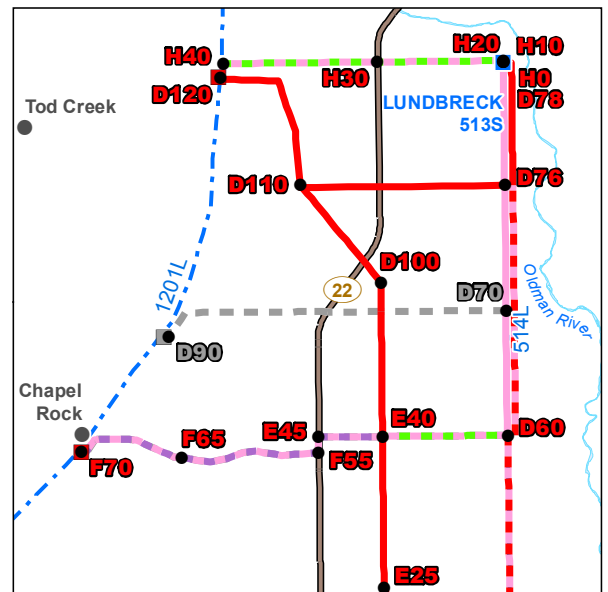 H40
H30
H20
H10
H0
D120
D78
LUNDBRECK
513S
Tod Creek
D110
D76
D100
1201L
22
D70
Oldman River
514L
D90
Chapel
Rock
E45
E40
D60
F65
F55
F70
E25